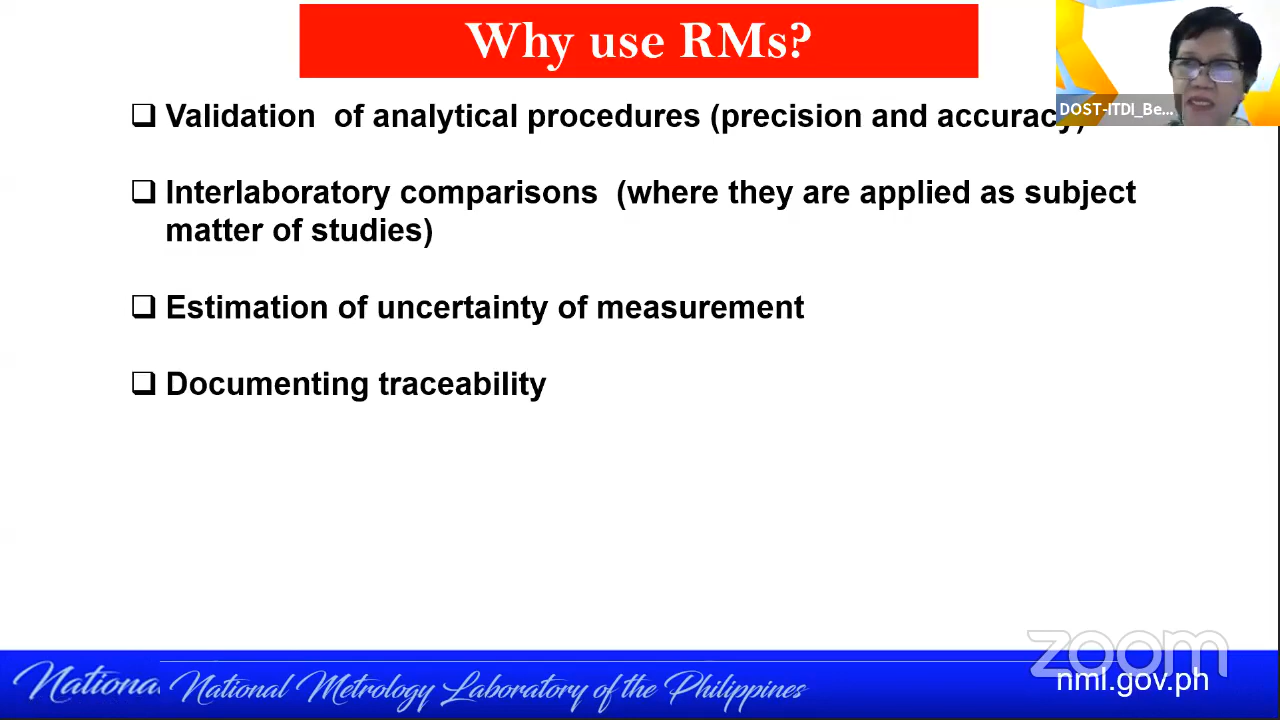 Why use RMs?
DOST-ITDI_Be...
Validation of analytical procedures (precision and accuracy)
Interlaboratory comparisons (where they are applied as subject
matter of studies)
Estimation of uncertainty of measurement
Documenting traceability
zoom
nml.gov.ph
National
National Metrology Laboratory of the Philippines